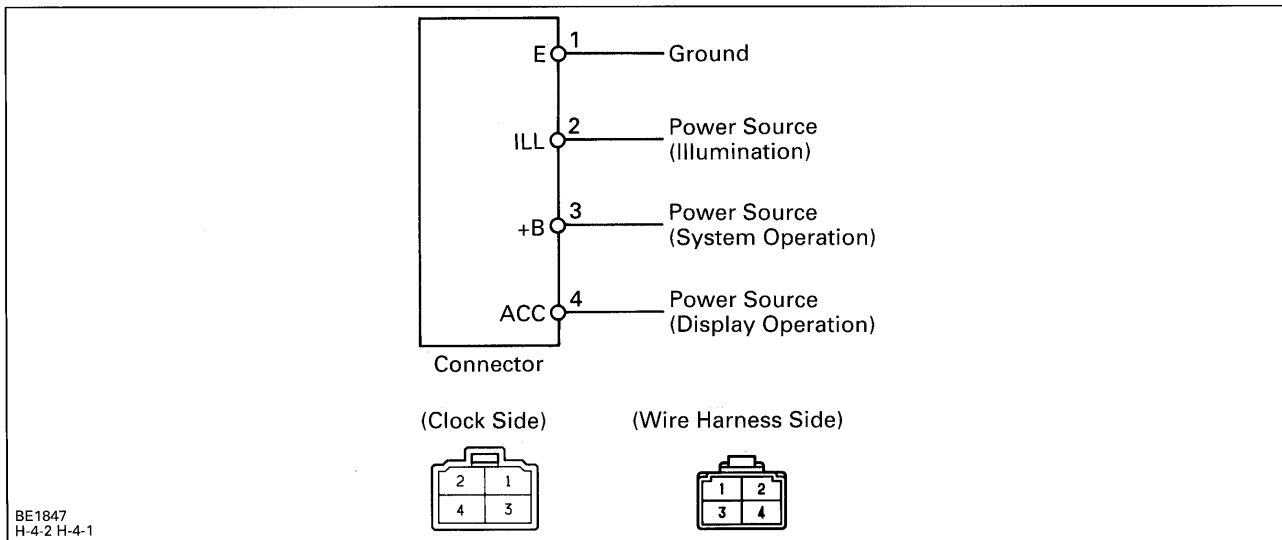 E 1 Ground
ILL 2 Power Source
(Illumination)
+B 3 Power Source
(System Operation)
ACC 4 Power Source
(Display Operation)
Connector
(Clock Side) (Wire Harness Side)
2 1 1 2
4 3 3 4
BE1847
H-4-2 H-4-1